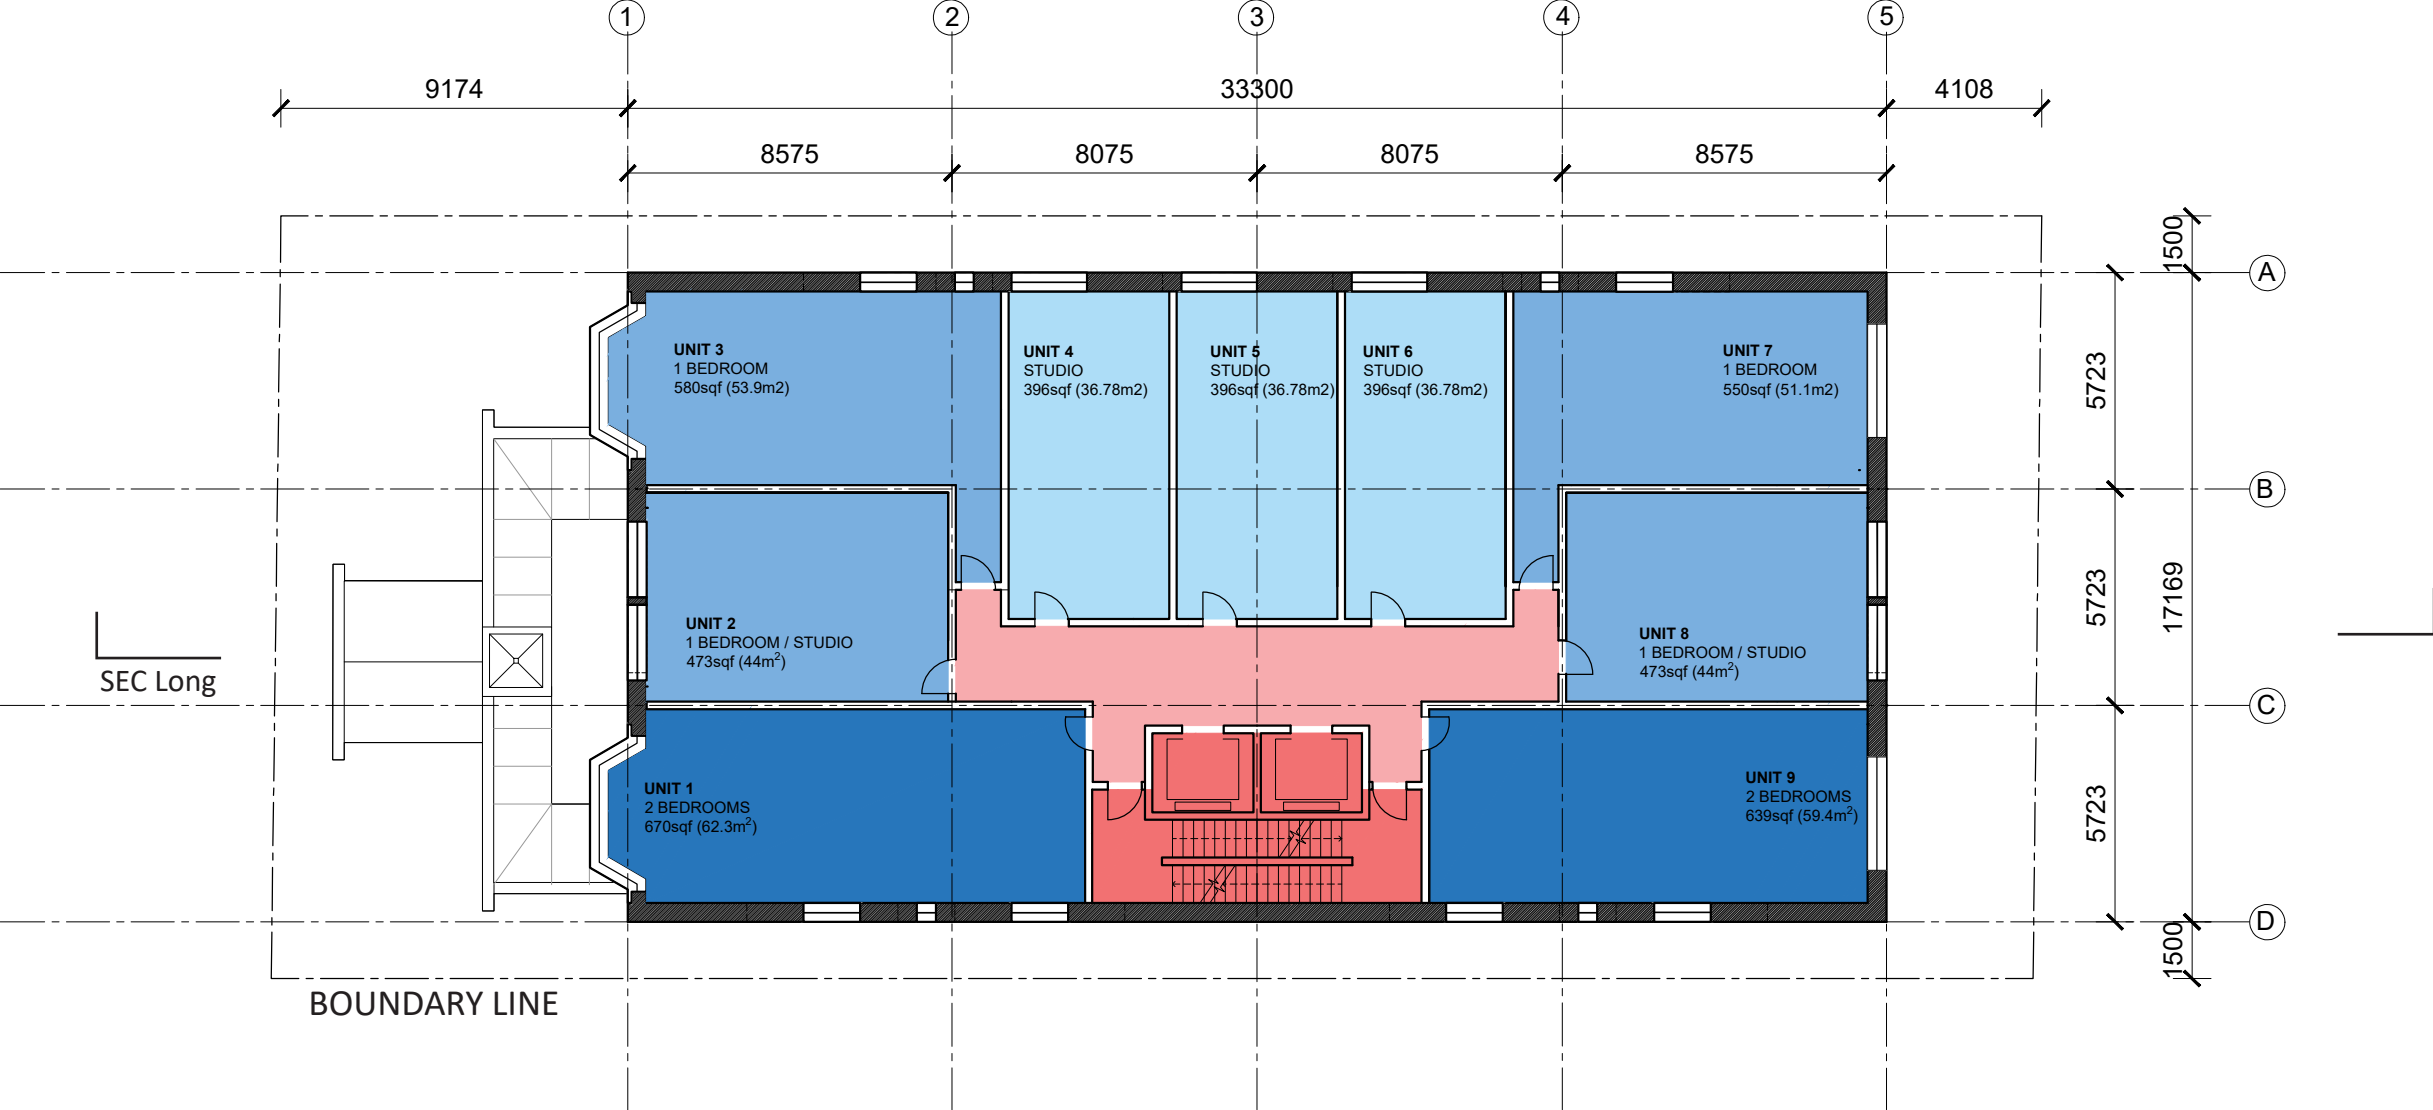 1 2 3 4 5
9174 33300 4108
8575 8075 8075 8575
1500
A
UNIT 3
1 BEDROOM
580sqf (53.9m2)
UNIT 4
STUDIO
396sqf (36.78m2)
UNIT 5
STUDIO
396sqf (36.78m2)
UNIT 6
STUDIO
396sqf (36.78m2)
UNIT 7
1 BEDROOM
550sqf (51.1m2)
5723
B
UNIT 2
1 BEDROOM / STUDIO
473sqf (44m²)
UNIT 8
1 BEDROOM / STUDIO
473sqf (44m²)
5723
17169
SEC Long
C
UNIT 1
2 BEDROOMS
670sqf (62.3m²)
UNIT 9
2 BEDROOMS
639sqf (59.4m²)
5723
D
1500
BOUNDARY LINE